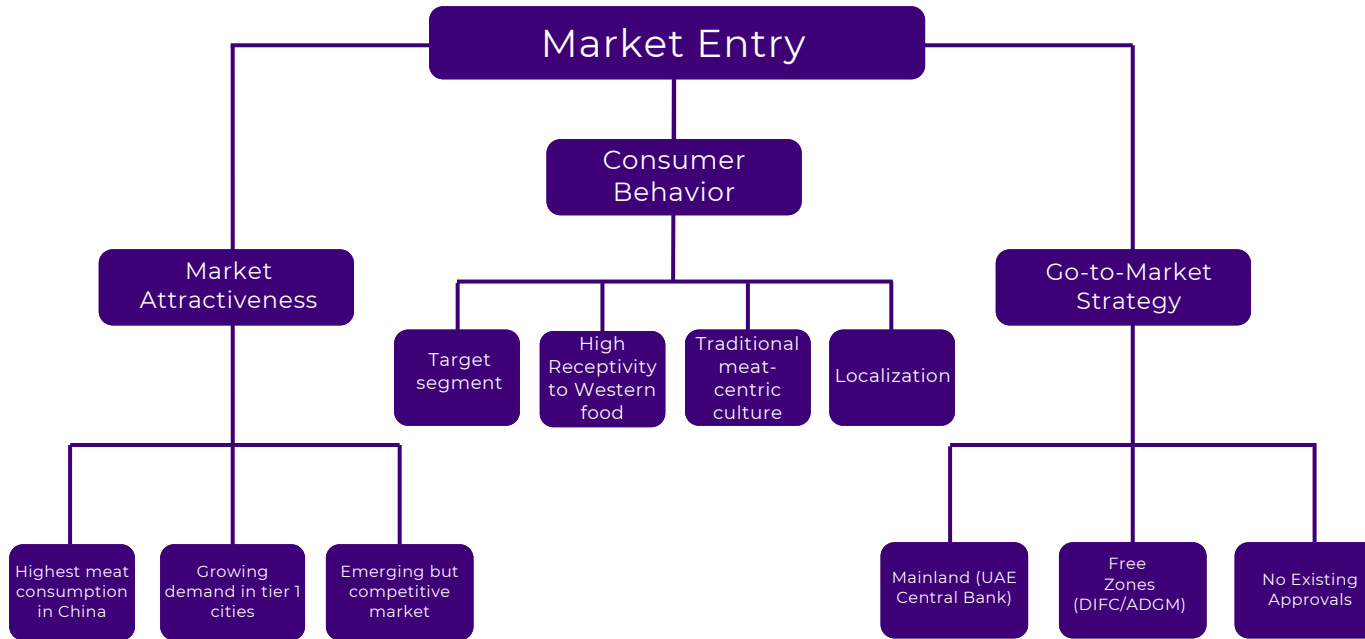 Market Entry
Consumer
Behavior
Market
Attractiveness
Go-to-Market
Strategy
Target
segment
High
Receptivity
to Western
food
Traditional
meat-
centric
culture
Localization
Highest meat
consumption
in China
Growing
demand in tier 1
cities
Emerging but
competitive
market
Mainland (UAE
Central Bank)
Free
Zones
(DIFC/ADGM)
No Existing
Approvals